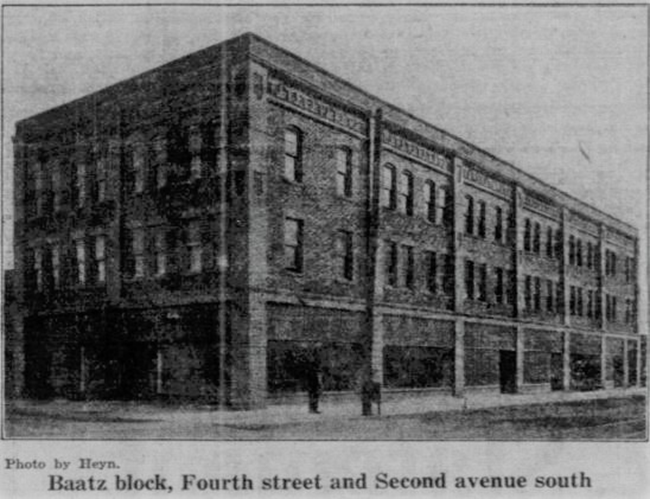 Photo by Heyn.
Baatz block, Fourth street and Second avenue south